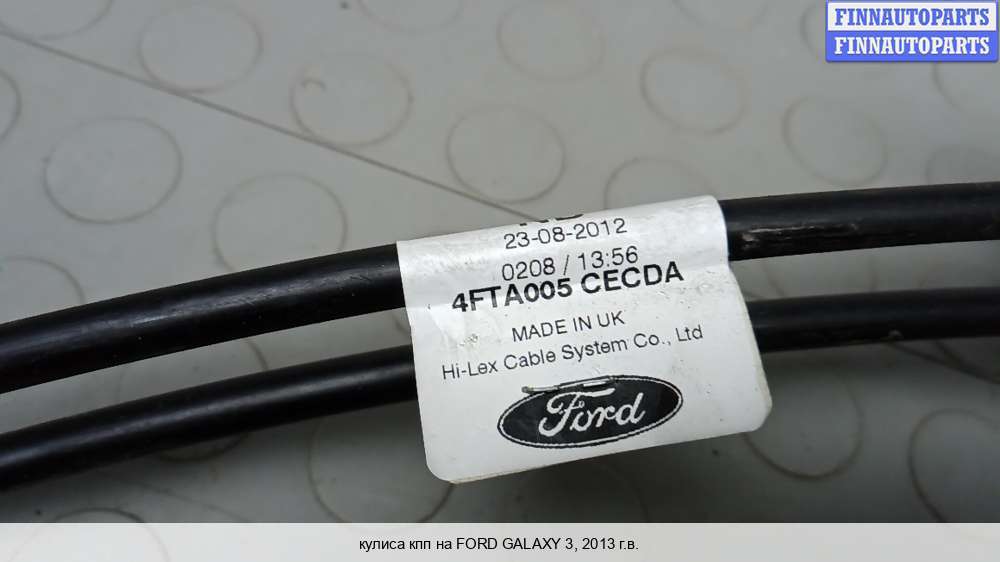 FINNAUTOPARTS
FINNAUTOPARTS
23-08-2012
0208 / 13:56
4FTA005 CECDA
MADE IN UK
Hi-Lex Cable System Co., Ltd
Ford
кулиса кпп на FORD GALAXY 3, 2013 г.в.